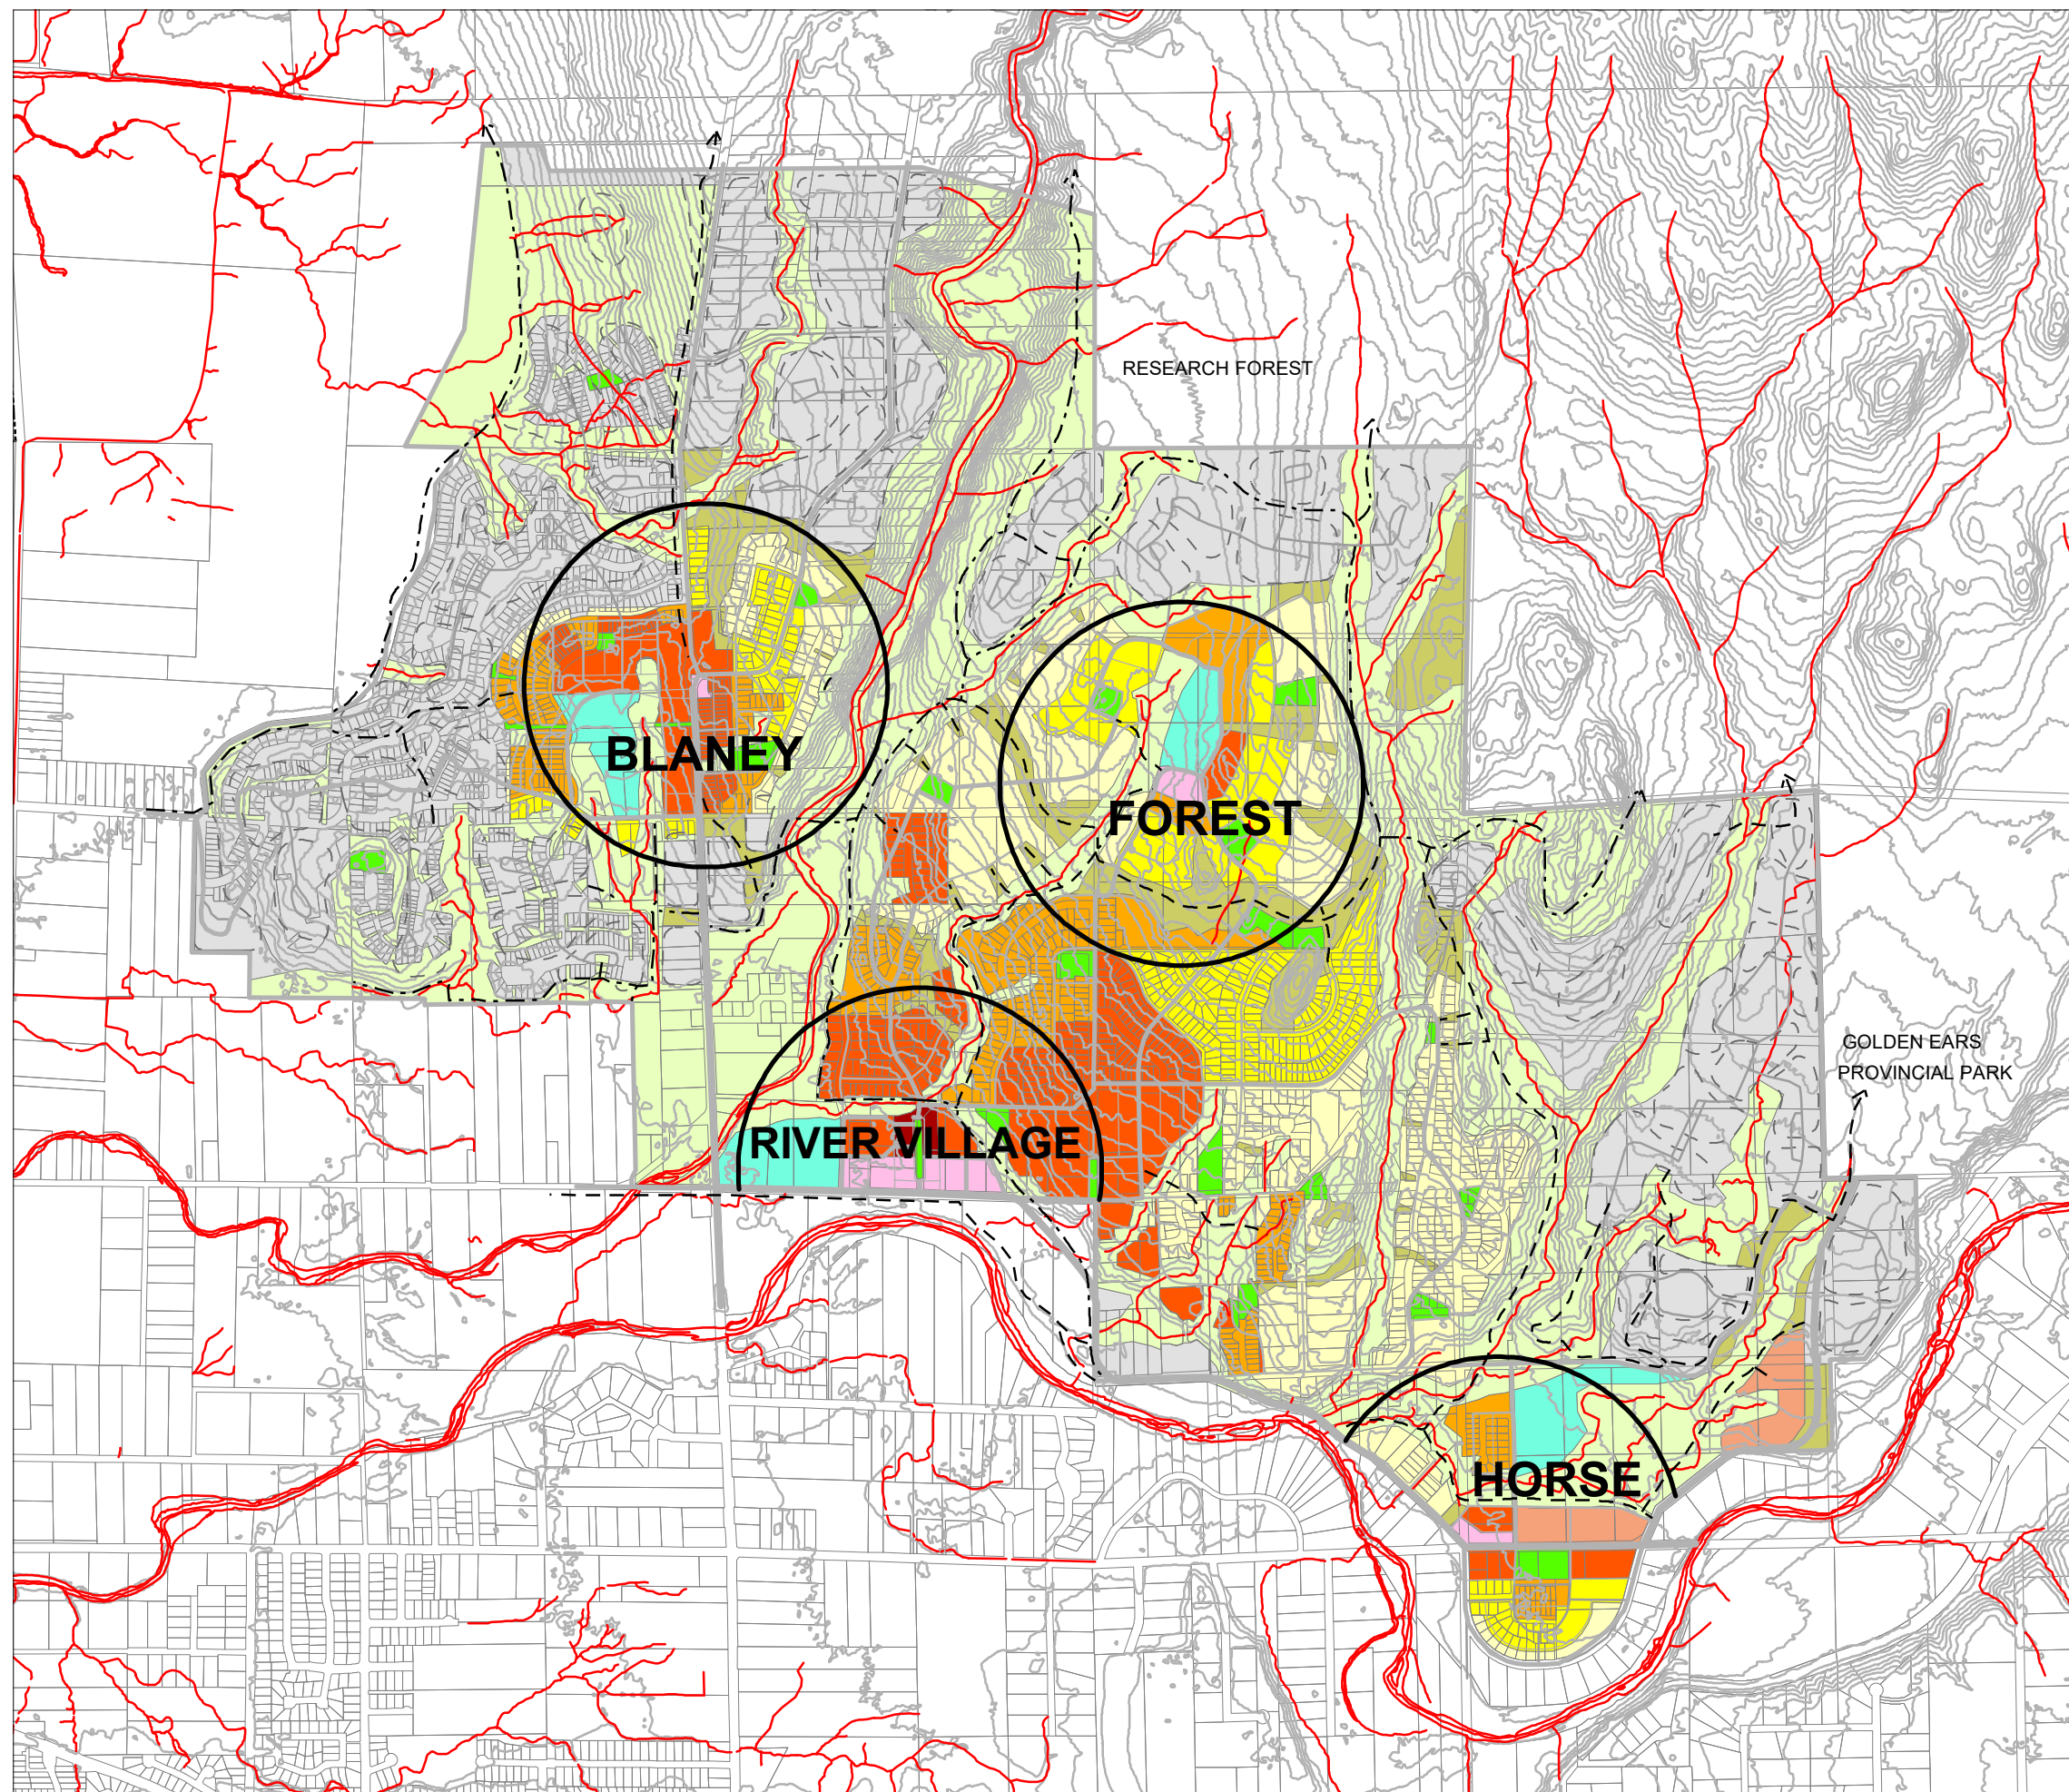 RESEARCH FOREST
BLANEY
FOREST
GOLDEN EARS
PROVINCIAL PARK
RIVER VILLAGE
HORSE